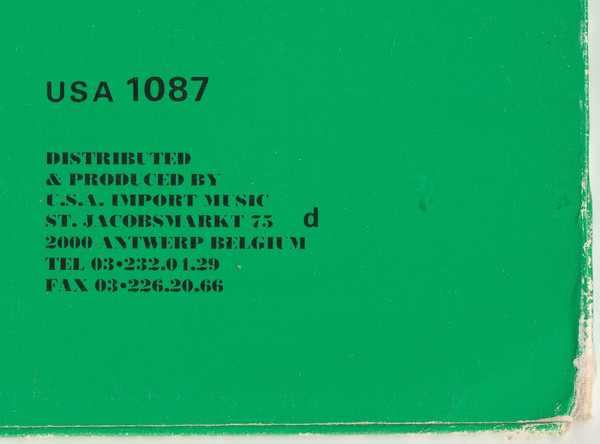 USA 1087
DISTRIBUTED
& PRODUCED BY
U.S.A. IMPORT MUSIC
ST. JACOBSMARKT 75 d
2000 ANTWERP BELGIUM
TEL 03•232.04.29
FAX 03•226.20.66